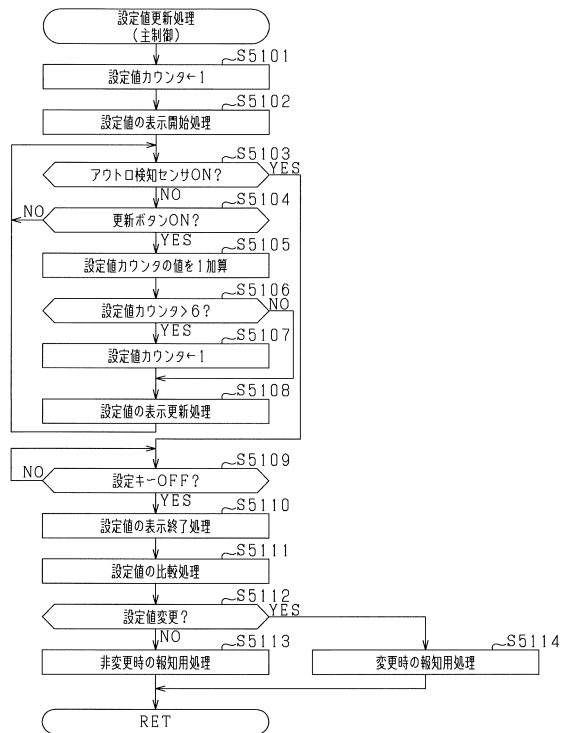 設定値更新処理
（主制御）
S5101
設定値カウンタ←1
S5102
設定値の表示開始処理
S5103
アウトロ検知センサON?
YES
NO
S5104
更新ボタンON?
NO
YES
S5105
設定値カウンタの値を1加算
S5106
設定値カウンタ>6?
NO
YES
S5107
設定値カウンタ←1
S5108
設定値の表示更新処理
S5109
設定キーOFF?
NO
YES
S5110
設定値の表示終了処理
S5111
設定値の比較処理
S5112
設定値変更?
YES
NO
S5113
非変更時の報知用処理
S5114
変更時の報知用処理
RET